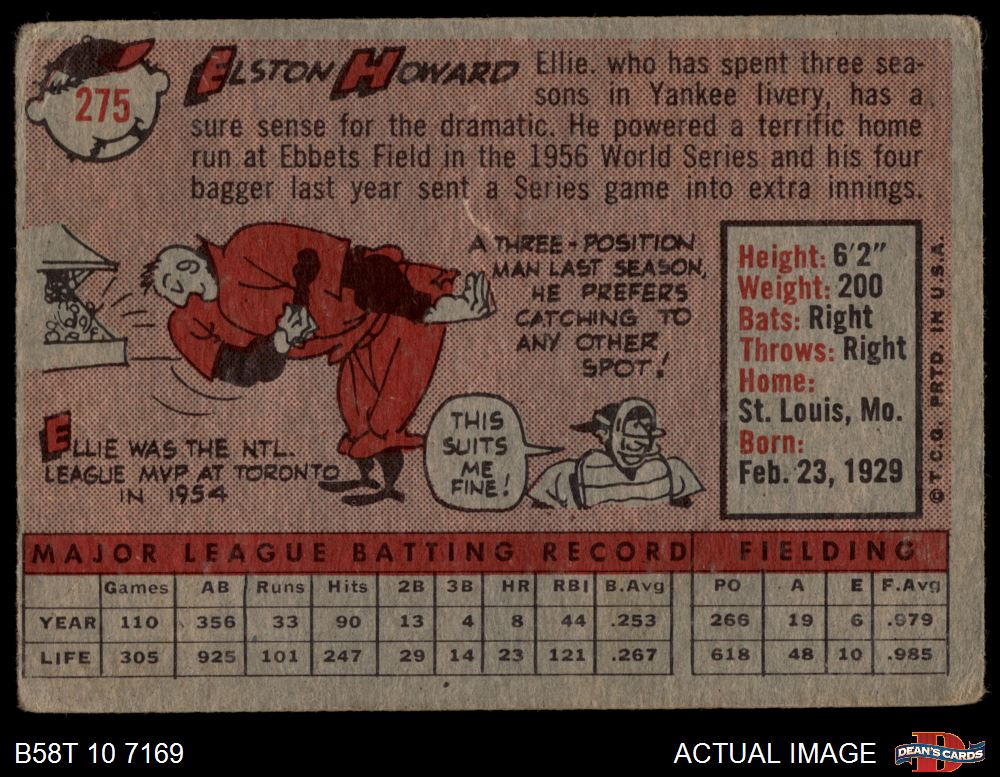 275
ELSTON HOWARD
Ellie. who has spent three sea-
sons in Yankee livery, has a
sure sense for the dramatic. He powered a terrific home
run at Ebbets Field in the 1956 World Series and his four
bagger last year sent a Series game into extra innings.
A THREE-POSITION
MAN LAST SEASON,
HE PREFERS
CATCHING TO
ANY OTHER
SPOT!
ELLIE WAS THE NTL.
LEAGUE MVP AT TORONTO
IN 1954
THIS
SUITS
ME
FINE!
Height: 6'2"
Weight: 200
Bats: Right
Throws: Right
Home:
St. Louis, Mo.
Born:
Feb. 23, 1929
©T.C.G. PRTD. IN U.S.A.
MAJOR LEAGUE BATTING RECORD FIELDING
Games AB Runs Hits 2B 3B HR RBI B.Avg PO A E F.Avg
YEAR 110 356 33 90 13 4 8 44 .253 266 19 6 .979
LIFE 305 925 101 247 29 14 23 121 .267 618 48 10 .985
B58T 10 7169
ACTUAL IMAGE
D
DEAN'S CARDS